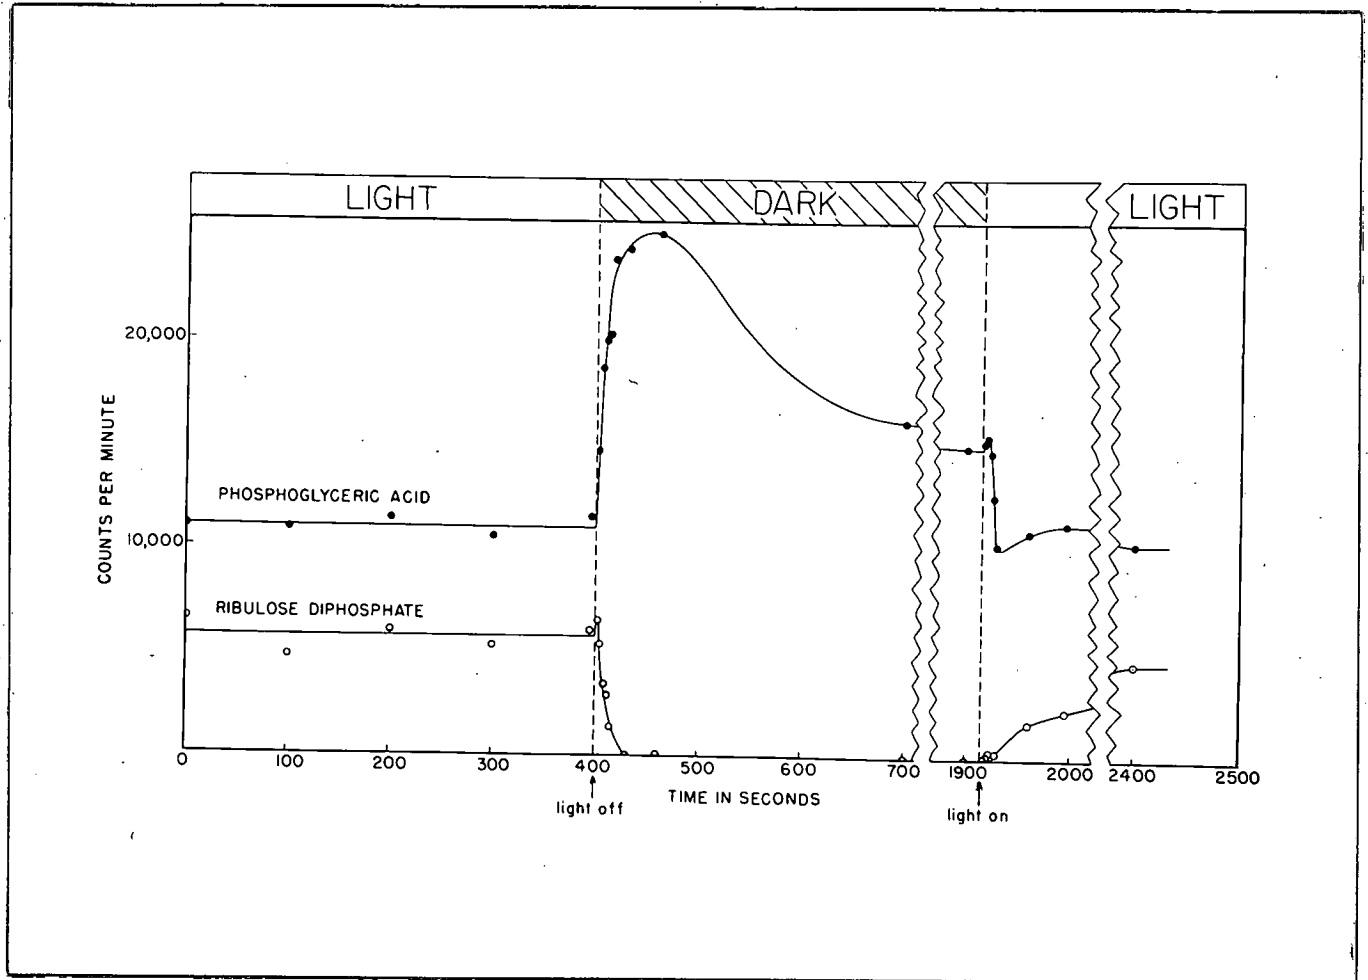 LIGHT DARK LIGHT
20,000
PHOSPHOGLYCERIC ACID
10,000
COUNTS PER MINUTE
RIBULOSE DIPHOSPHATE
0 100 200 300 400 500 600 700 1900 2000 2400 2500
light off TIME IN SECONDS light on